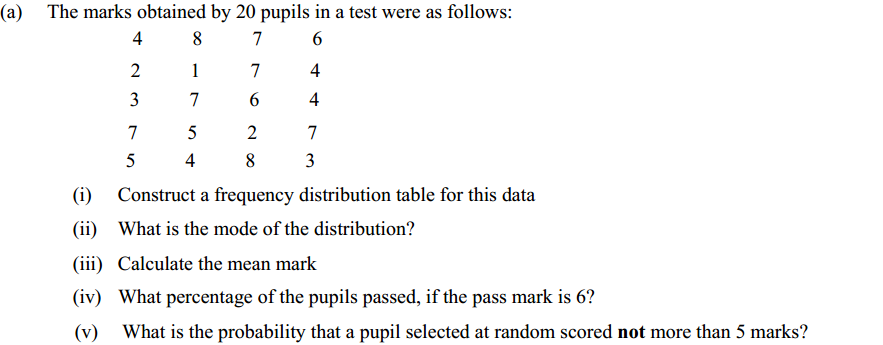 (a) The marks obtained by 20 pupils in a test were as follows:
4 8 7 6
2 1 7 4
3 7 6 4
7 5 2 7
5 4 8 3
(i) Construct a frequency distribution table for this data
(ii) What is the mode of the distribution?
(iii) Calculate the mean mark
(iv) What percentage of the pupils passed, if the pass mark is 6?
(v) What is the probability that a pupil selected at random scored not more than 5 marks?